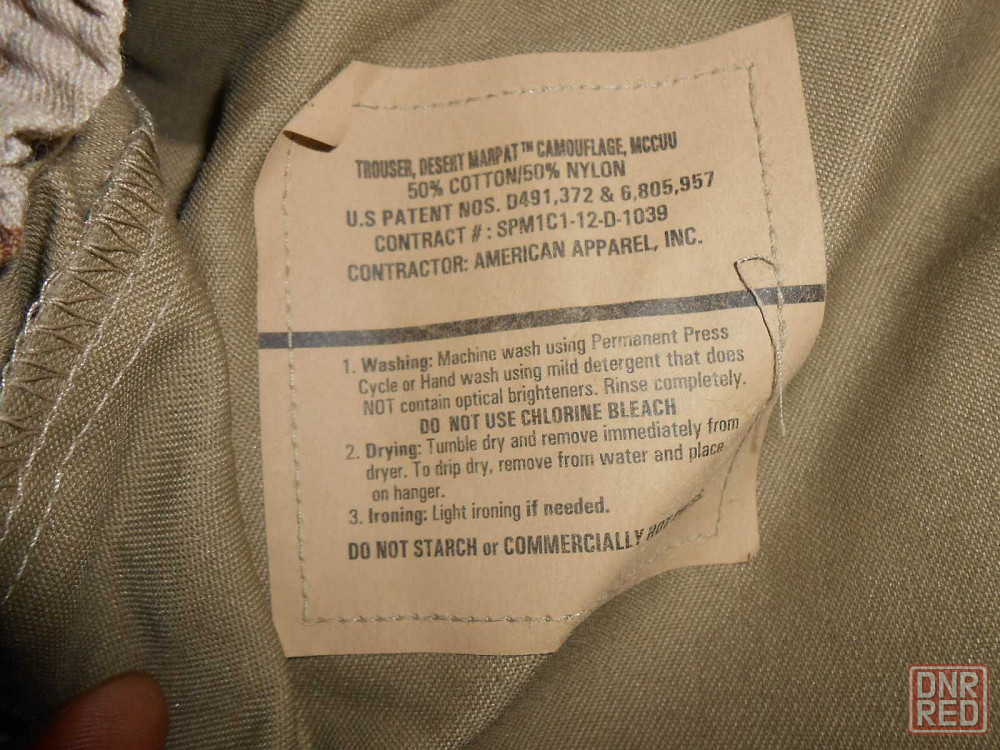 TROUSER, DESERT MARPAT™ CAMOUFLAGE, MCCUU
50% COTTON/50% NYLON
U.S PATENT NOS. D491,372 & 6,805,957
CONTRACT # : SPM1C1-12-D-1039
CONTRACTOR: AMERICAN APPAREL, INC.
1. Washing: Machine wash using Permanent Press
Cycle or Hand wash using mild detergent that does
NOT contain optical brighteners. Rinse completely.
DO NOT USE CHLORINE BLEACH
2. Drying: Tumble dry and remove immediately from
dryer. To drip dry, remove from water and place
on hanger.
3. Ironing: Light ironing if needed.
DO NOT STARCH or COMMERCIALLY HOT
DNR
RED